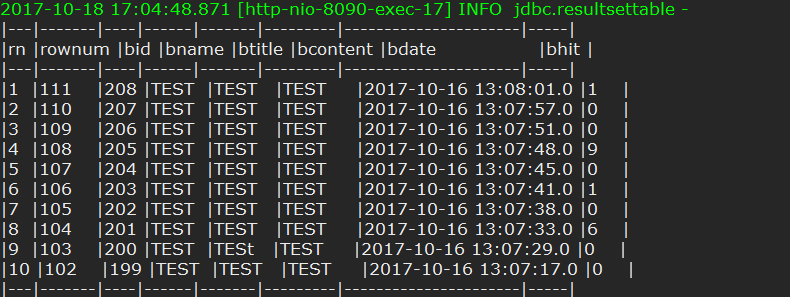 2017-10-18 17:04:48.871 [http-nio-8090-exec-17] INFO  jdbc.resultsettable -
|---|-------|----|------|-------|---------|----------------------|-----|
|rn |rownum |bid |bname |btitle |bcontent |bdate |bhit |
|---|-------|----|------|-------|---------|----------------------|-----|
|1 |111 |208 |TEST |TEST |TEST |2017-10-16 13:08:01.0 |1 |
|2 |110 |207 |TEST |TEST |TEST |2017-10-16 13:07:57.0 |0 |
|3 |109 |206 |TEST |TEST |TEST |2017-10-16 13:07:51.0 |0 |
|4 |108 |205 |TEST |TEST |TEST |2017-10-16 13:07:48.0 |9 |
|5 |107 |204 |TEST |TEST |TEST |2017-10-16 13:07:45.0 |0 |
|6 |106 |203 |TEST |TEST |TEST |2017-10-16 13:07:41.0 |1 |
|7 |105 |202 |TEST |TEST |TEST |2017-10-16 13:07:38.0 |0 |
|8 |104 |201 |TEST |TEST |TEST |2017-10-16 13:07:33.0 |6 |
|9 |103 |200 |TEST |TESt |TEST |2017-10-16 13:07:29.0 |0 |
|10 |102 |199 |TEST |TEST |TEST |2017-10-16 13:07:17.0 |0 |
|---|-------|----|------|-------|---------|----------------------|-----|